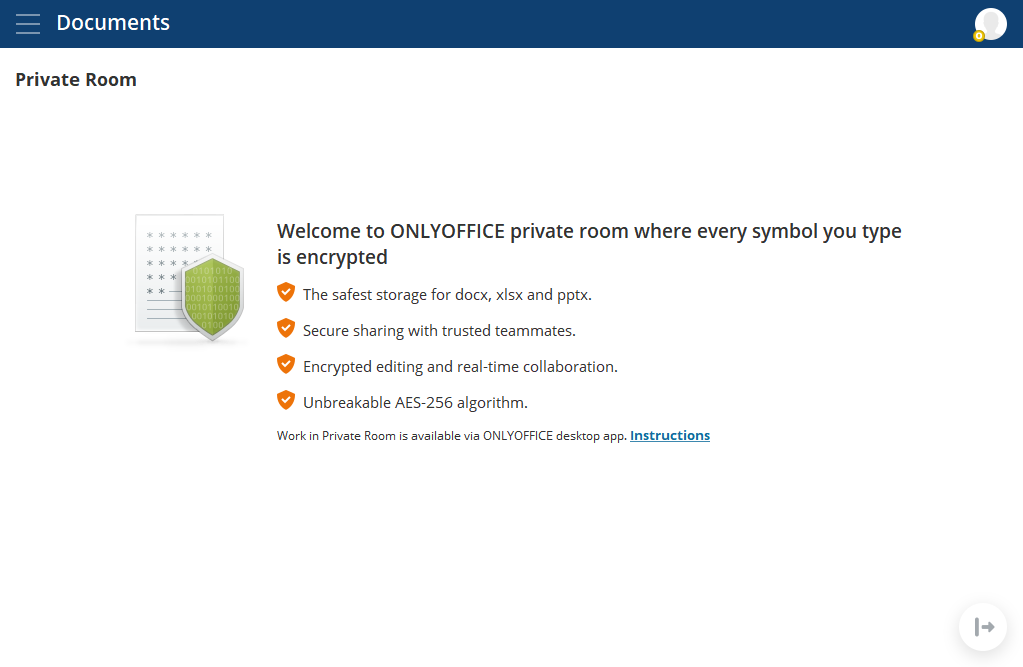 Documents
Private Room
Welcome to ONLYOFFICE private room where every symbol you type
is encrypted
The safest storage for docx, xlsx and pptx.
Secure sharing with trusted teammates.
Encrypted editing and real-time collaboration.
Unbreakable AES-256 algorithm.
Work in Private Room is available via ONLYOFFICE desktop app. Instructions